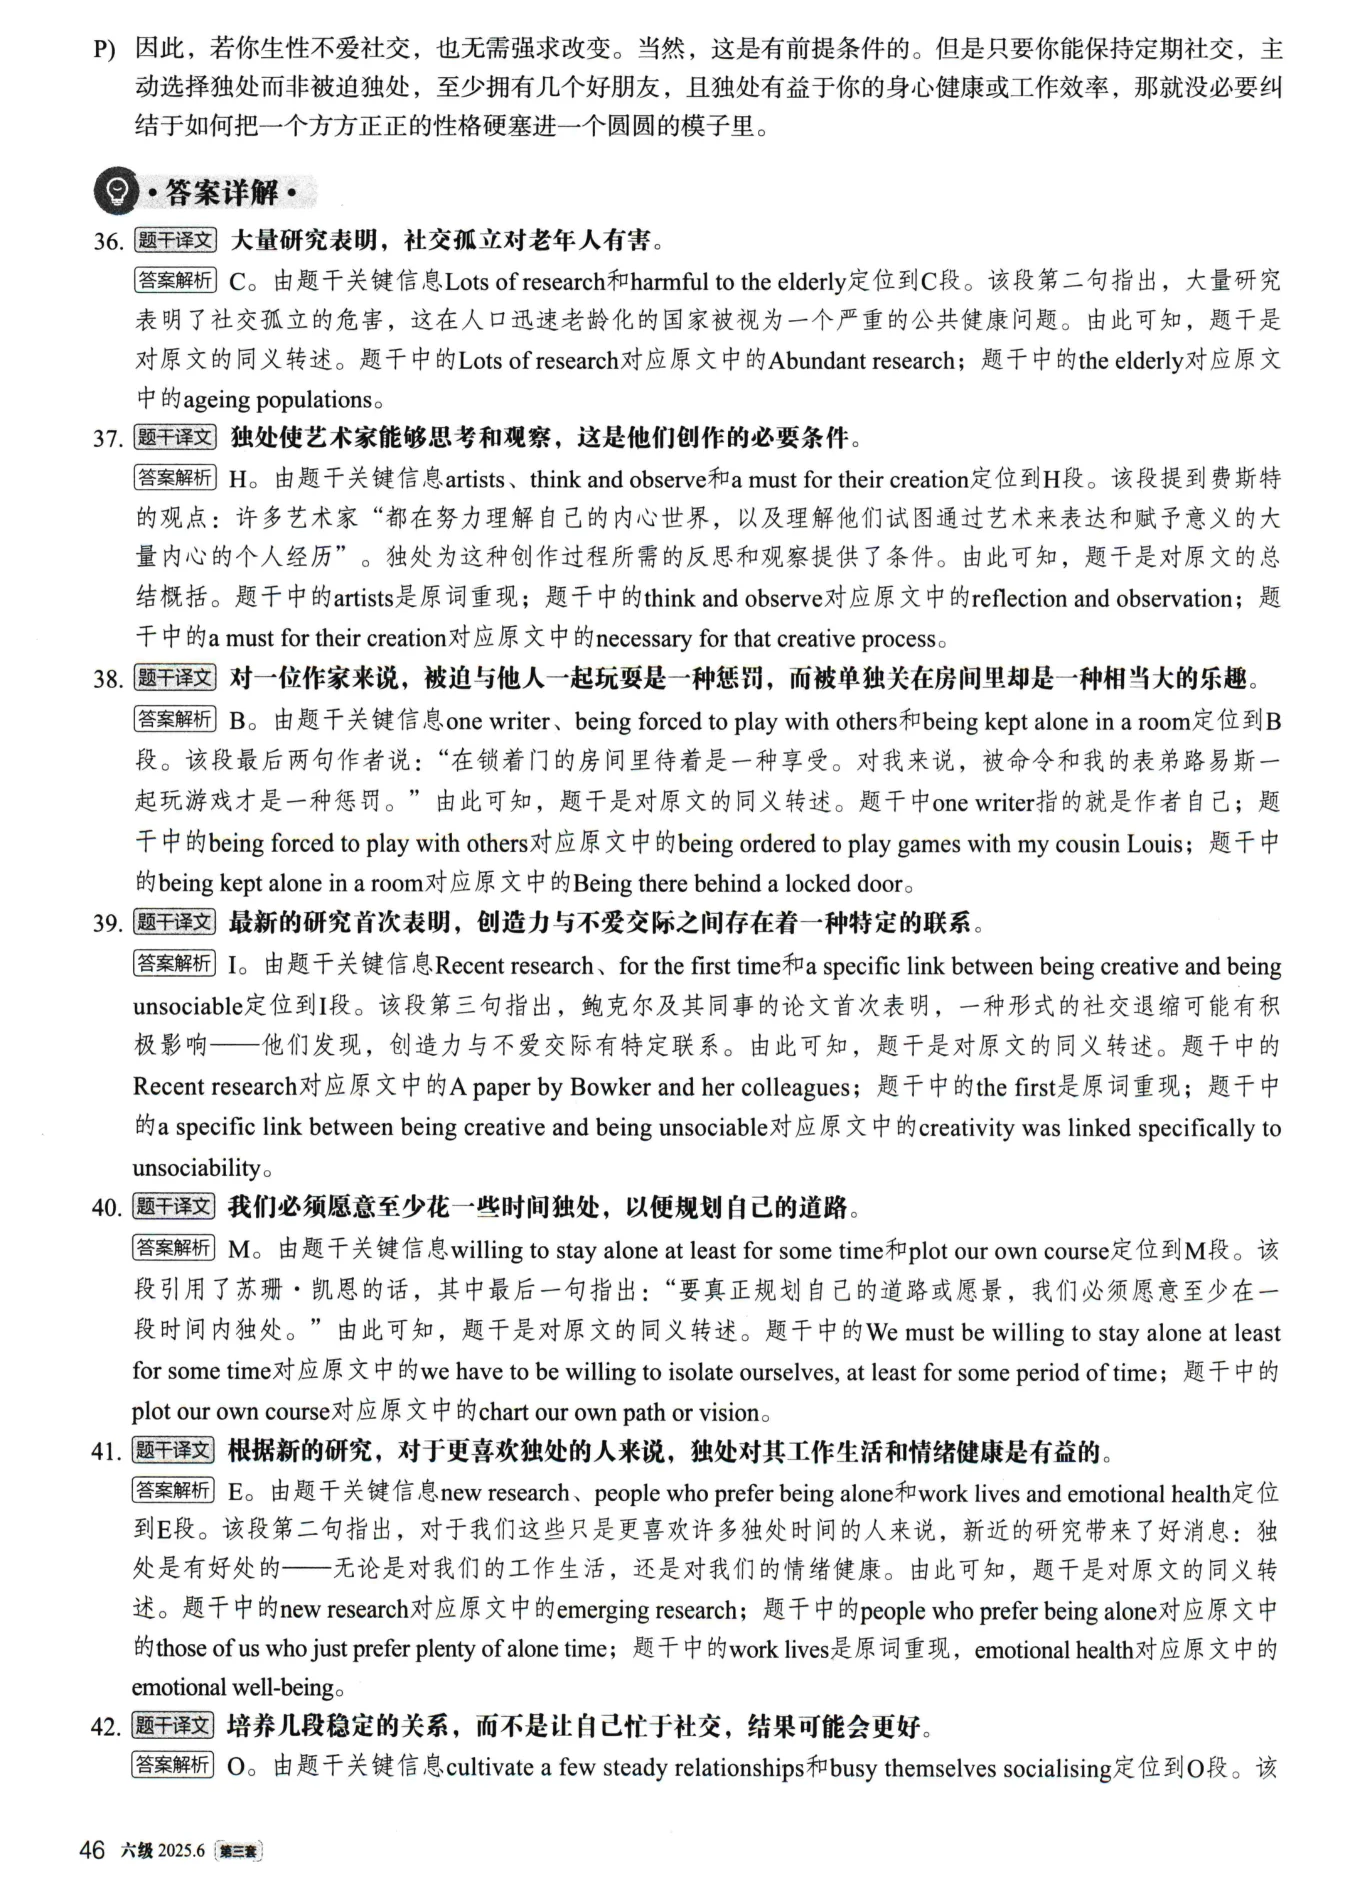 P) 因此，若你生性不爱社交，也无需强求改变。当然，这是有前提条件的。但是只要你能保持定期社交，主
动选择独处而非被迫独处，至少拥有几个好朋友，且独处有益于你的身心健康或工作效率，那就没必要纠
结于如何把一个方方正正的性格硬塞进一个圆圆的模子里。
·答案详解·
36. 题干译文 大量研究表明，社交孤立对老年人有害。
答案解析 C。由题干关键信息Lots of research和harmful to the elderly定位到C段。该段第二句指出，大量研究
表明了社交孤立的危害，这在人口迅速老龄化的国家被视为一个严重的公共健康问题。由此可知，题干是
对原文的同义转述。题干中的Lots of research对应原文中的Abundant research；题干中的the elderly对应原文
中的ageing populations。
37. 题干译文 独处使艺术家能够思考和观察，这是他们创作的必要条件。
答案解析 H。由题干关键信息artists、think and observe和a must for their creation定位到H段。该段提到费斯特
的观点：许多艺术家“都在努力理解自己的内心世界，以及理解他们试图通过艺术来表达和赋予意义的大
量内心的个人经历”。独处为这种创作过程所需的反思和观察提供了条件。由此可知，题干是对原文的总
结概括。题干中的artists是原词重现；题干中的think and observe对应原文中的reflection and observation；题
干中的a must for their creation对应原文中的necessary for that creative process。
38. 题干译文 对一位作家来说，被迫与他人一起玩耍是一种惩罚，而被单独关在房间里却是一种相当大的乐趣。
答案解析 B。由题干关键信息one writer、being forced to play with others和being kept alone in a room定位到B
段。该段最后两句作者说：“在锁着门的房间里待着是一种享受。对我来说，被命令和我的表弟路易斯一
起玩游戏才是一种惩罚。”由此可知，题干是对原文的同义转述。题干中one writer指的就是作者自己；题
干中的being forced to play with others对应原文中的being ordered to play games with my cousin Louis；题干中
的being kept alone in a room对应原文中的Being there behind a locked door。
39. 题干译文 最新的研究首次表明，创造力与不爱交际之间存在着一种特定的联系。
答案解析 I。由题干关键信息Recent research、for the first time和a specific link between being creative and being
unsociable定位到I段。该段第三句指出，鲍克尔及其同事的论文首次表明，一种形式的社交退缩可能有积
极影响——他们发现，创造力与不爱交际有特定联系。由此可知，题干是对原文的同义转述。题干中的
Recent research对应原文中的A paper by Bowker and her colleagues；题干中的the first是原词重现；题干中
的a specific link between being creative and being unsociable对应原文中的creativity was linked specifically to
unsociability。
40. 题干译文 我们必须愿意至少花一些时间独处，以便规划自己的道路。
答案解析 M。由题干关键信息willing to stay alone at least for some time和plot our own course定位到M段。该
段引用了苏珊·凯恩的话，其中最后一句指出：“要真正规划自己的道路或愿景，我们必须愿意至少在一
段时间内独处。”由此可知，题干是对原文的同义转述。题干中的We must be willing to stay alone at least
for some time对应原文中的we have to be willing to isolate ourselves, at least for some period of time；题干中的
plot our own course对应原文中的chart our own path or vision。
41. 题干译文 根据新的研究，对于更喜欢独处的人来说，独处对其工作生活和情绪健康是有益的。
答案解析 E。由题干关键信息new research、people who prefer being alone和work lives and emotional health定位
到E段。该段第二句指出，对于我们这些只是更喜欢许多独处时间的人来说，新近的研究带来了好消息：独
处是有好处的——无论是对我们的工作生活，还是对我们的情绪健康。由此可知，题干是对原文的同义转
述。题干中的new research对应原文中的emerging research；题干中的people who prefer being alone对应原文中
的those of us who just prefer plenty of alone time；题干中的work lives是原词重现，emotional health对应原文中的
emotional well-being。
42. 题干译文 培养几段稳定的关系，而不是让自己忙于社交，结果可能会更好。
答案解析 O。由题干关键信息cultivate a few steady relationships和busy themselves socialising定位到O段。该
46 六级 2025.6 第三套